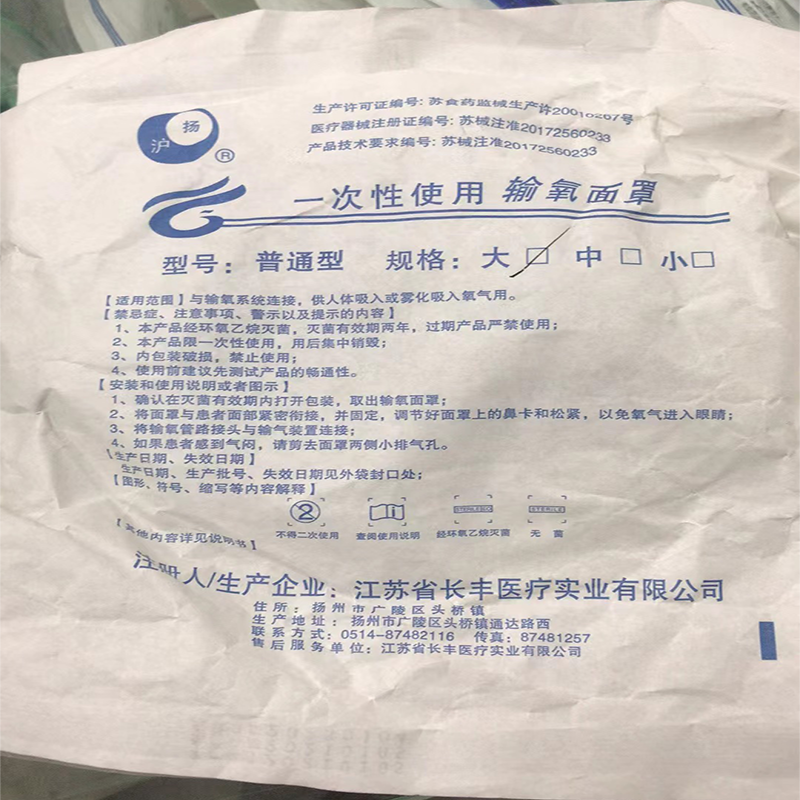 沪 扬 ®
生产许可证编号: 苏食药监械生产许20010267号
医疗器械注册证编号: 苏械注准20172560233
产品技术要求编号: 苏械注准20172560233
一次性使用 输氧面罩
型号: 普通型 规格: 大□ 中□ 小□
【适用范围】与输氧系统连接，供人体吸入或雾化吸入氧气用。
【禁忌症、注意事项、警示以及提示的内容】
1、本产品经环氧乙烷灭菌，灭菌有效期两年，过期产品严禁使用；
2、本产品限一次性使用，用后集中销毁；
3、内包装破损，禁止使用；
4、使用前建议先测试产品的畅通性。
【安装和使用说明或者图示】
1、确认在灭菌有效期内打开包装，取出输氧面罩；
2、将面罩与患者面部紧密衔接，并固定，调节好面罩上的鼻卡和松紧，以免氧气进入眼睛；
3、将输氧管路接头与输气装置连接；
4、如果患者感到气闷，请剪去面罩两侧小排气孔。
【生产日期、失效日期】
生产日期、生产批号、失效日期见外袋封口处；
【图形、符号、缩写等内容解释】
2 STERILE EO STERILE
不得二次使用 查阅使用说明 经环氧乙烷灭菌 无菌
【其他内容详见说明书】
注册人/生产企业: 江苏省长丰医疗实业有限公司
住所: 扬州市广陵区头桥镇
生产地址: 扬州市广陵区头桥镇通达路西
联系方式: 0514-87482116 传真: 87481257
售后服务单位: 江苏省长丰医疗实业有限公司